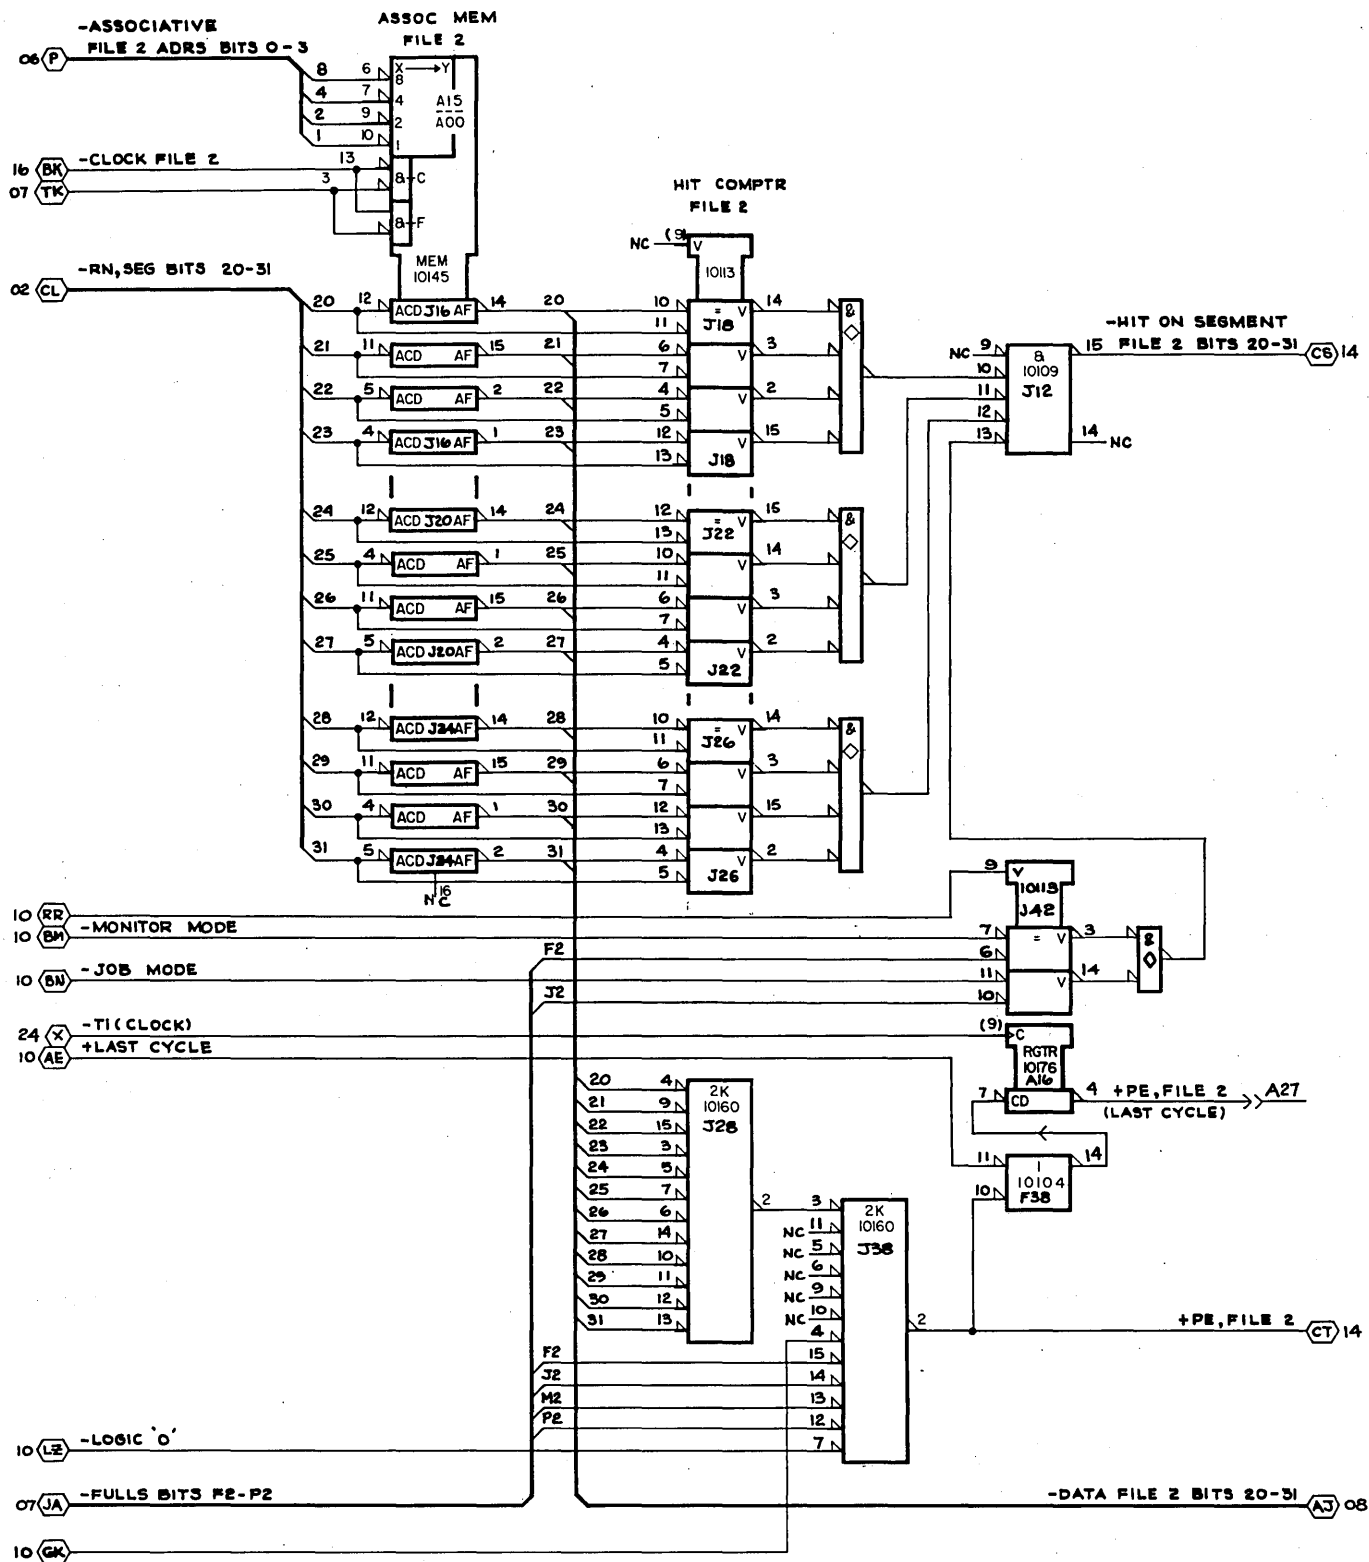 -ASSOCIATIVE
FILE 2 ADRS BITS 0-3
06 P
ASSOC MEM
FILE 2
8 6 X → Y
8
4 7 4
A15
A00
2 9 2
1 10 1
16 BK -CLOCK FILE 2 13
07 TK 3
& C
& F
MEM
10145
HIT COMPTR
FILE 2
NC (9) V
10113
02 CL -RN,SEG BITS 20-31
20 12 ACD J16 AF 14 20 10 = V 14
11 J18
21 11 ACD AF 15 21 6 V 3
7
22 5 ACD AF 2 22 4 V 2
5
23 4 ACD J16 AF 1 23 12 V 15
13 J18
&
-HIT ON SEGMENT
FILE 2 BITS 20-31
CS 14
NC 9
10
11
12
13
&
10109
J12
15
14 NC
24 12 ACD J20 AF 14 24 12 = V 15
13 J22
25 4 ACD AF 1 25 10 V 14
11
26 11 ACD AF 15 26 6 V 3
7
27 5 ACD J20 AF 2 27 4 V 2
5 J22
&
28 12 ACD J24 AF 14 28 10 = V 14
11 J26
29 11 ACD AF 15 29 6 V 3
7
30 4 ACD AF 1 30 12 V 15
13
31 5 ACD J24 AF 2 31 4 V 2
5 J26
&
16
NC
10 RR
9 V
10113
J42
10 BM -MONITOR MODE
7 = V 3
F2 6
&
10 BN -JOB MODE
11 V 14
J2 10
24 X -T1(CLOCK)
(9) C
10 AE +LAST CYCLE
RGTR
10176
A16
7 CD 4 +PE, FILE 2
(LAST CYCLE)
A27
11 1 14
10104
10 F38
20 4
21 9
22 15
23 3
24 5
25 7
26 6
27 14
28 10
29 11
30 12
31 13
2K
10160
J28
2
3
NC 11
NC 5
NC 6
NC 9
NC 10
4
F2 15
J2 14
M2 13
P2 12
7
2K
10160
J38
2
+PE, FILE 2
CT 14
10 LZ -LOGIC '0'
07 JA -FULLS BITS F2-P2
-DATA FILE 2 BITS 20-31
AJ 08
10 GK